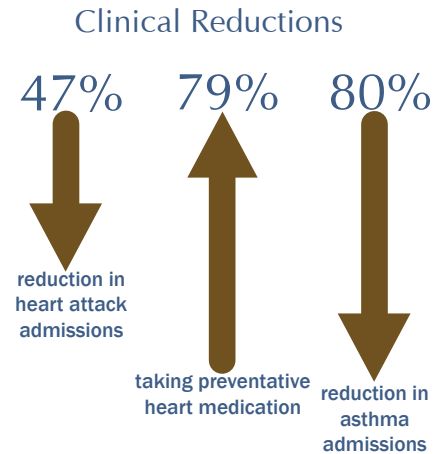 Clinical Reductions
47%
79%
80%
reduction in
heart attack
admissions
taking preventative
heart medication
reduction in
asthma
admissions